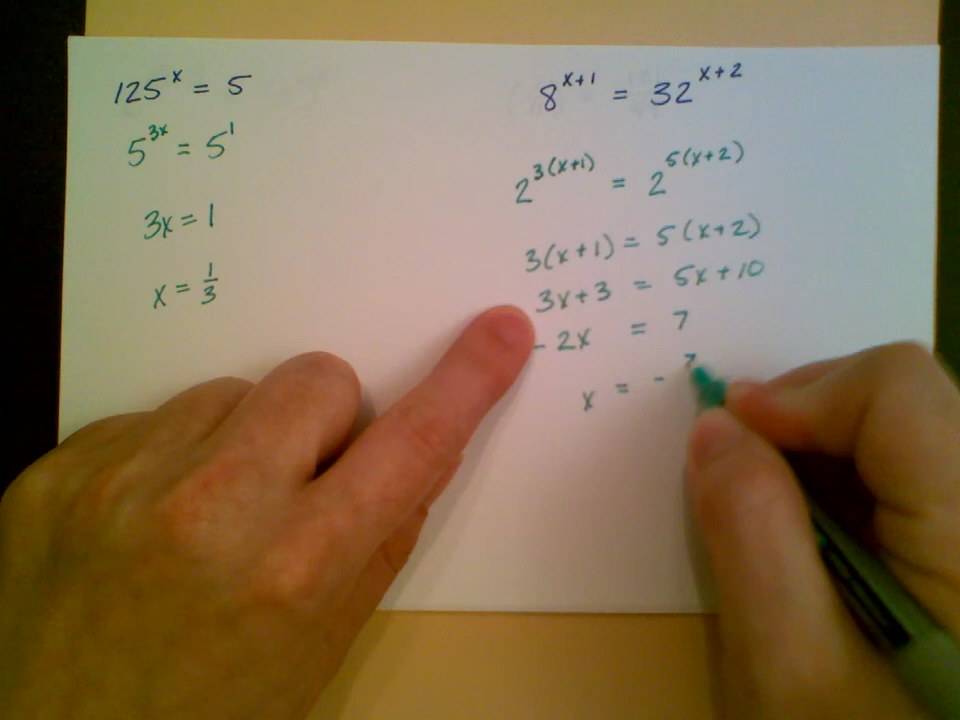 125^x = 5
5^3x = 5^1
3x = 1
x = 1/3
8^x+1 = 32^x+2
2^3(x+1) = 2^5(x+2)
3(x+1) = 5(x+2)
3x+3 = 5x+10
-2x = 7
x = -